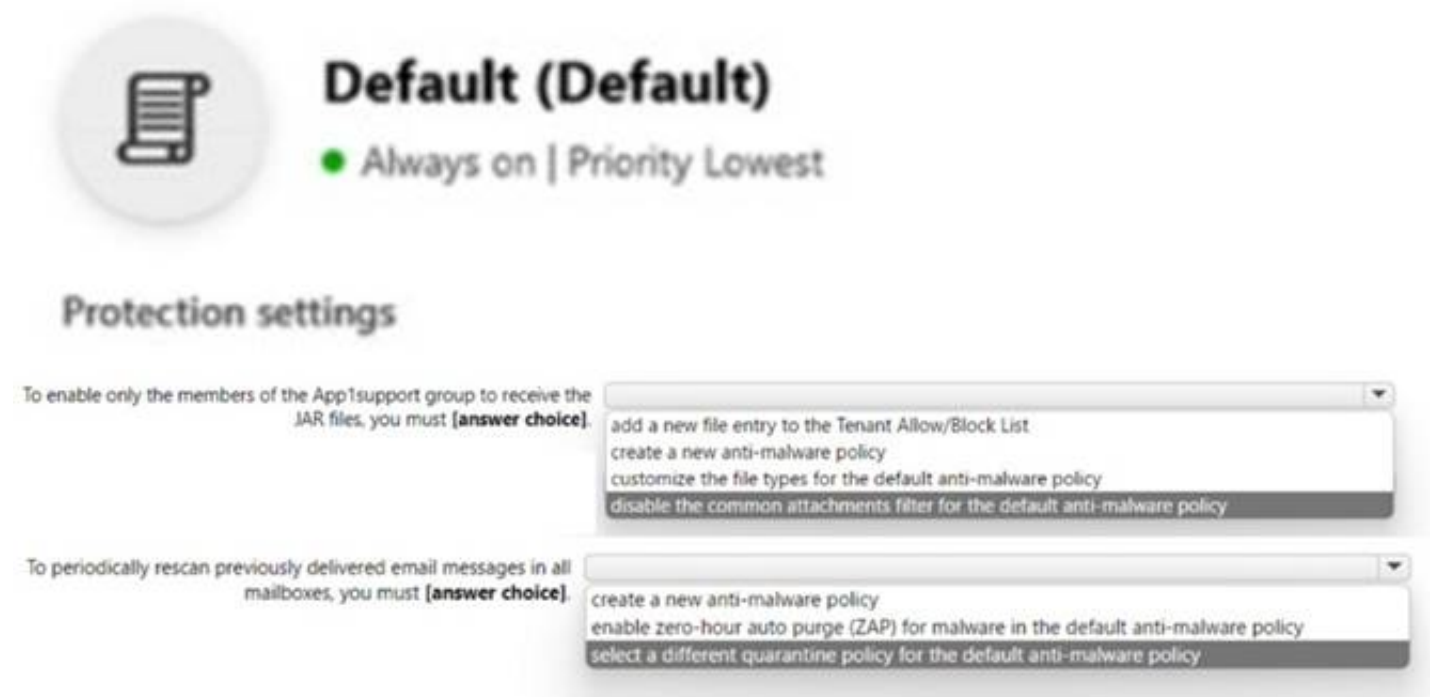 Default (Default)
Always on | Priority Lowest
Protection settings
To enable only the members of the App1support group to receive the
JAR files, you must [answer choice].
add a new file entry to the Tenant Allow/Block List
create a new anti-malware policy
customize the file types for the default anti-malware policy
disable the common attachments filter for the default anti-malware policy
To periodically rescan previously delivered email messages in all
mailboxes, you must [answer choice].
create a new anti-malware policy
enable zero-hour auto purge (ZAP) for malware in the default anti-malware policy
select a different quarantine policy for the default anti-malware policy